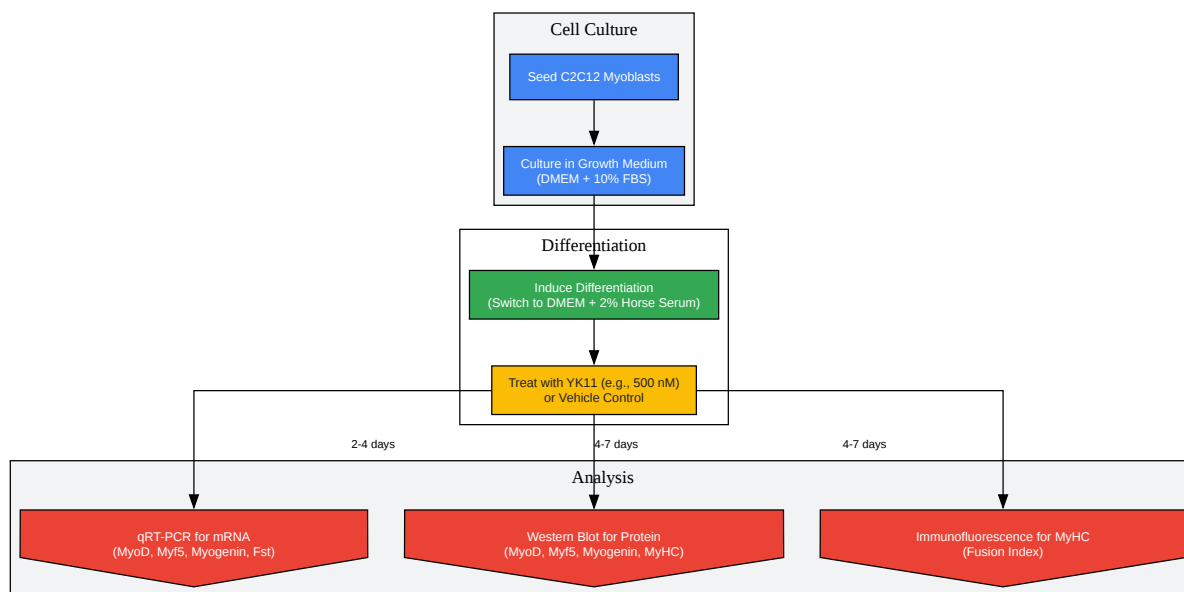 Cell Culture
Seed C2C12 Myoblasts
Culture in Growth Medium
(DMEM + 10% FBS)
Differentiation
Induce Differentiation
(Switch to DMEM + 2% Horse Serum)
Treat with YK11 (e.g., 500 nM)
or Vehicle Control
2-4 days
4-7 days
4-7 days
Analysis
qRT-PCR for mRNA
(MyoD, Myf5, Myogenin, Fst)
Western Blot for Protein
(MyoD, Myf5, Myogenin, MyHC)
Immunofluorescence for MyHC
(Fusion Index)